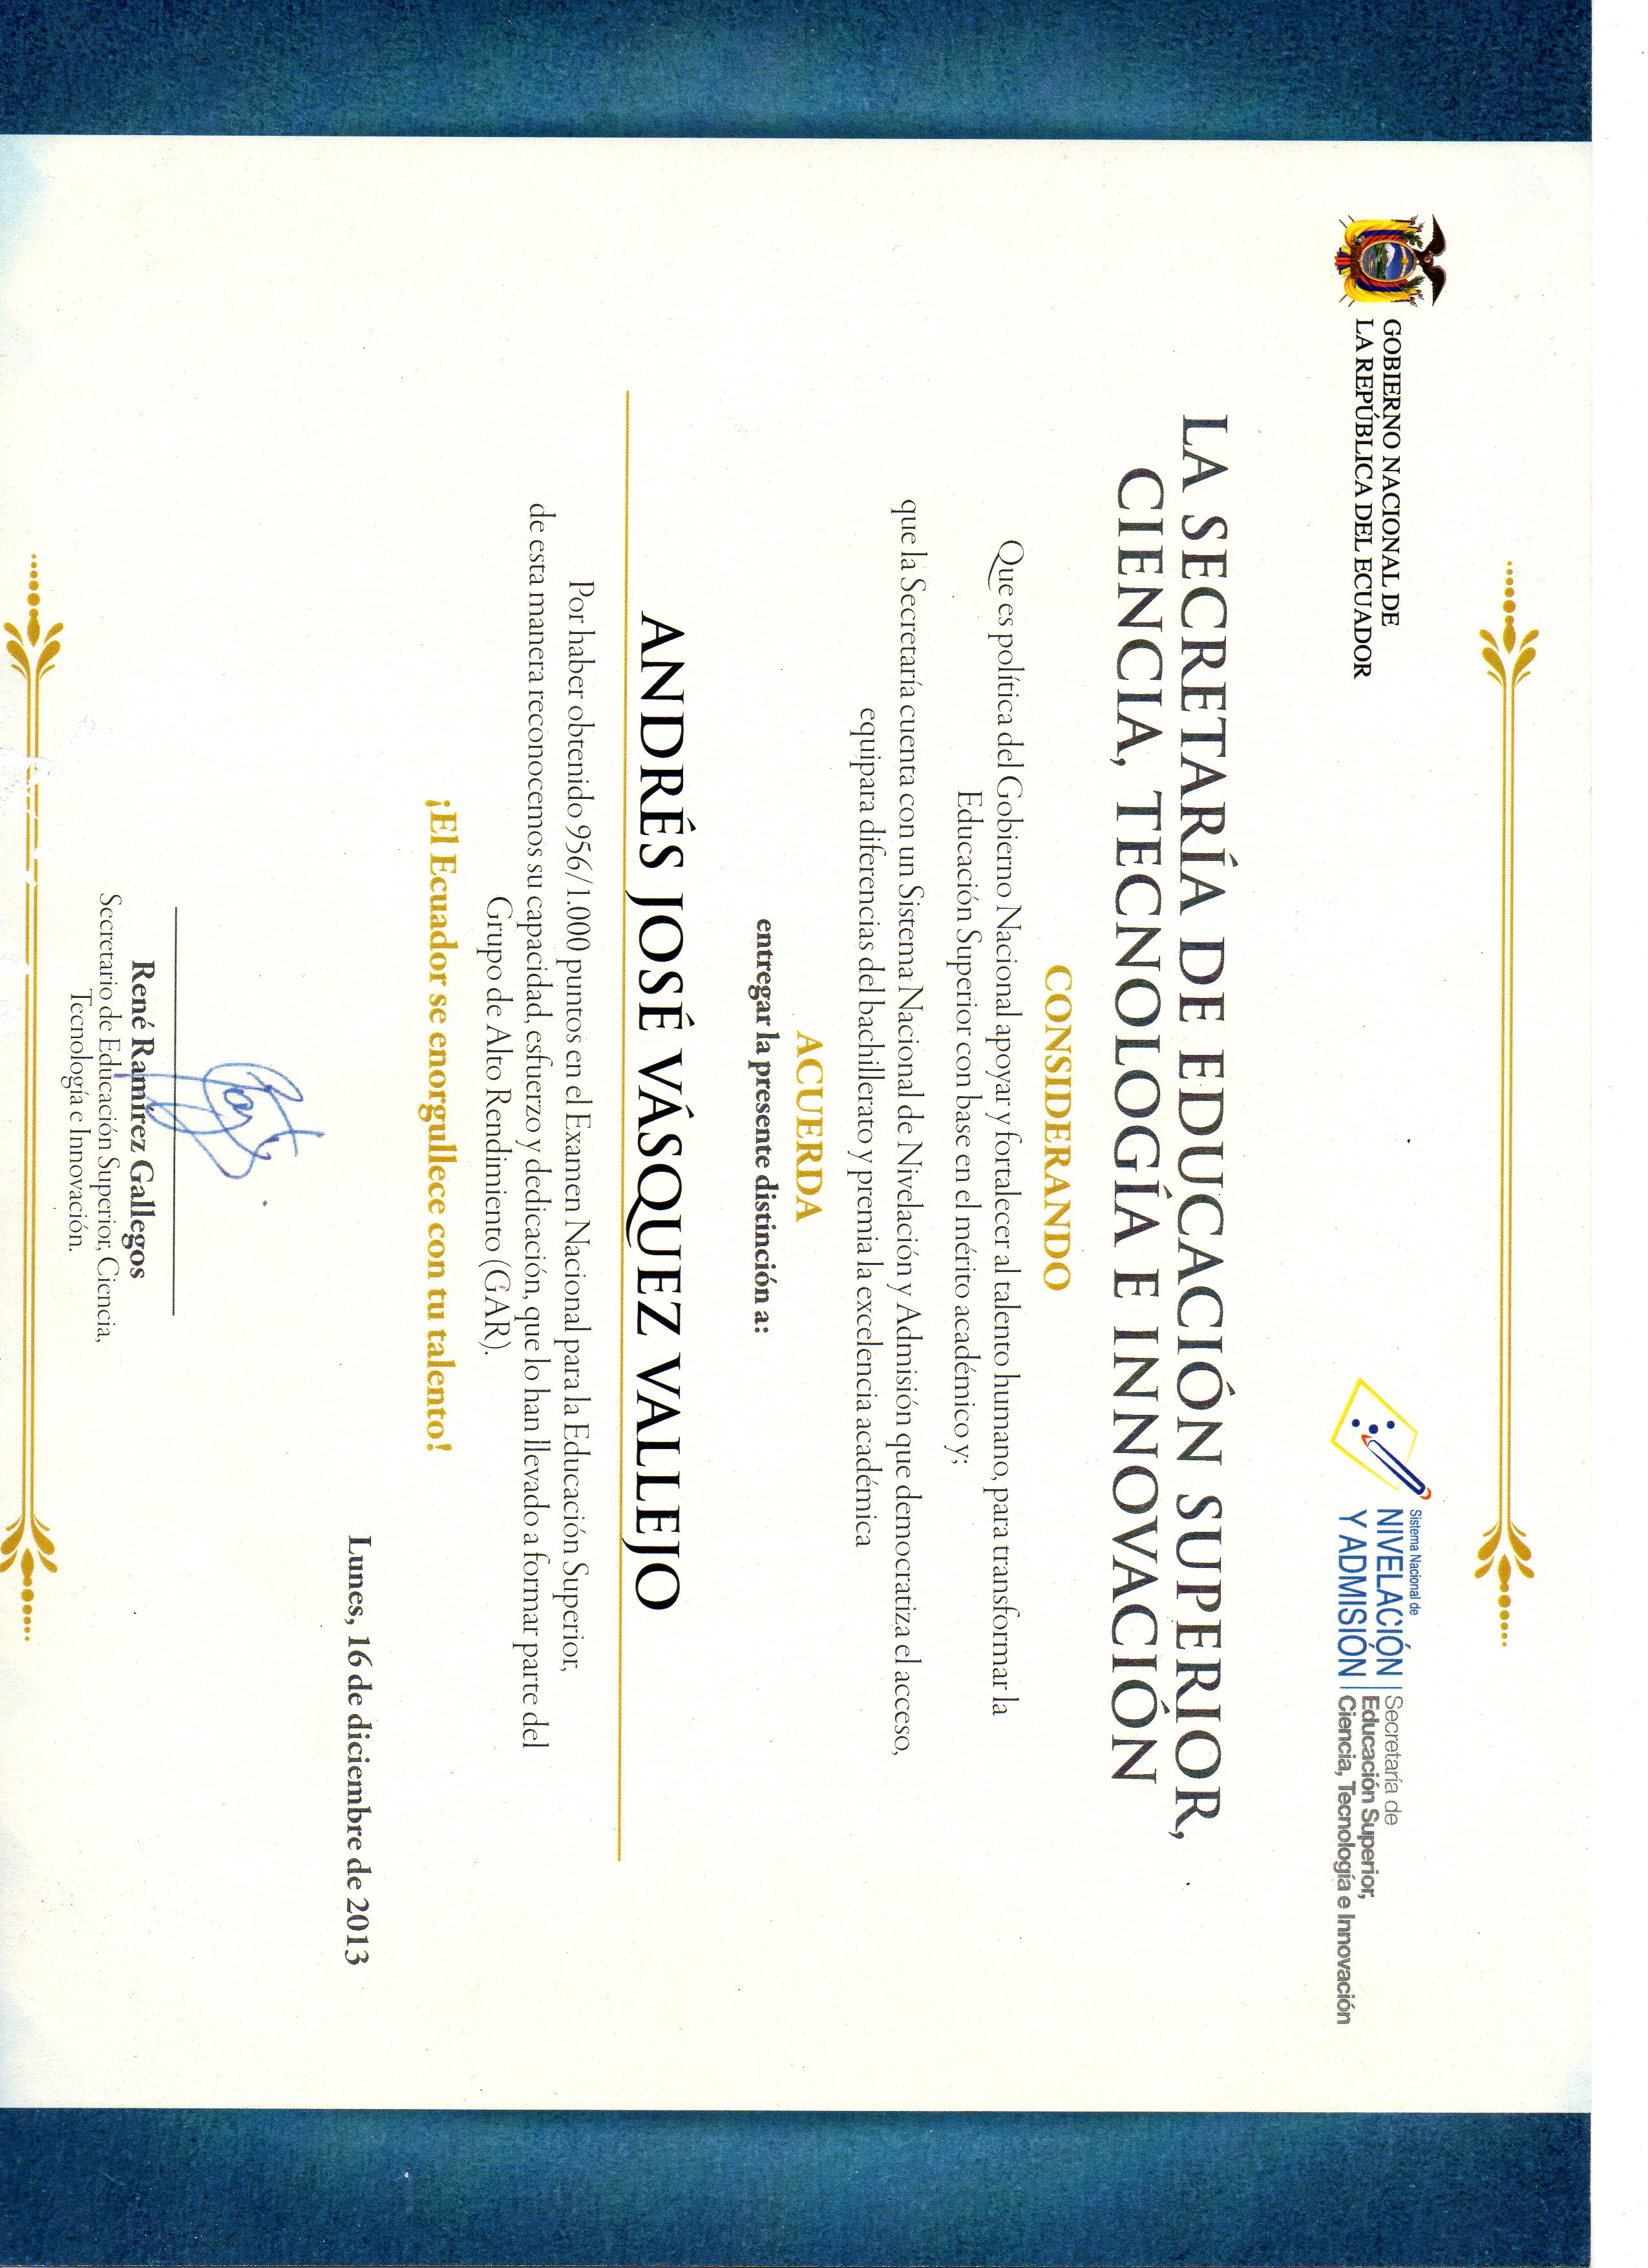 GOBIERNO NACIONAL DE
LA REPÚBLICA DEL ECUADOR
Sistema Nacional de
NIVELACIÓN
Y ADMISIÓN
Secretaría de
Educación Superior,
Ciencia, Tecnología e Innovación
LA SECRETARÍA DE EDUCACIÓN SUPERIOR,
CIENCIA, TECNOLOGÍA E INNOVACIÓN
CONSIDERANDO
Que es política del Gobierno Nacional apoyar y fortalecer al talento humano, para transformar la
Educación Superior con base en el mérito académico y;
que la Secretaría cuenta con un Sistema Nacional de Nivelación y Admisión que democratiza el acceso,
equipara diferencias del bachillerato y premia la excelencia académica
ACUERDA
entregar la presente distinción a:
ANDRÉS JOSÉ VÁSQUEZ VALLEJO
Por haber obtenido 956/1.000 puntos en el Examen Nacional para la Educación Superior,
de esta manera reconocemos su capacidad, esfuerzo y dedicación, que lo han llevado a formar parte del
Grupo de Alto Rendimiento (GAR).
¡El Ecuador se enorgullece con tu talento!
Lunes, 16 de diciembre de 2013
René Ramírez Gallegos
Secretario de Educación Superior, Ciencia,
Tecnología e Innovación.